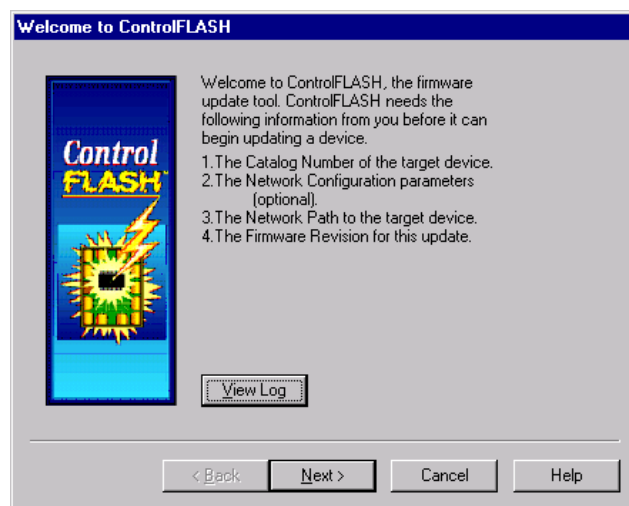 Welcome to ControlFLASH
Control
FLASH
Welcome to ControlFLASH, the firmware
update tool. ControlFLASH needs the
following information from you before it can
begin updating a device.
1.The Catalog Number of the target device.
2.The Network Configuration parameters
(optional).
3.The Network Path to the target device.
4.The Firmware Revision for this update.
View Log
< Back
Next >
Cancel
Help